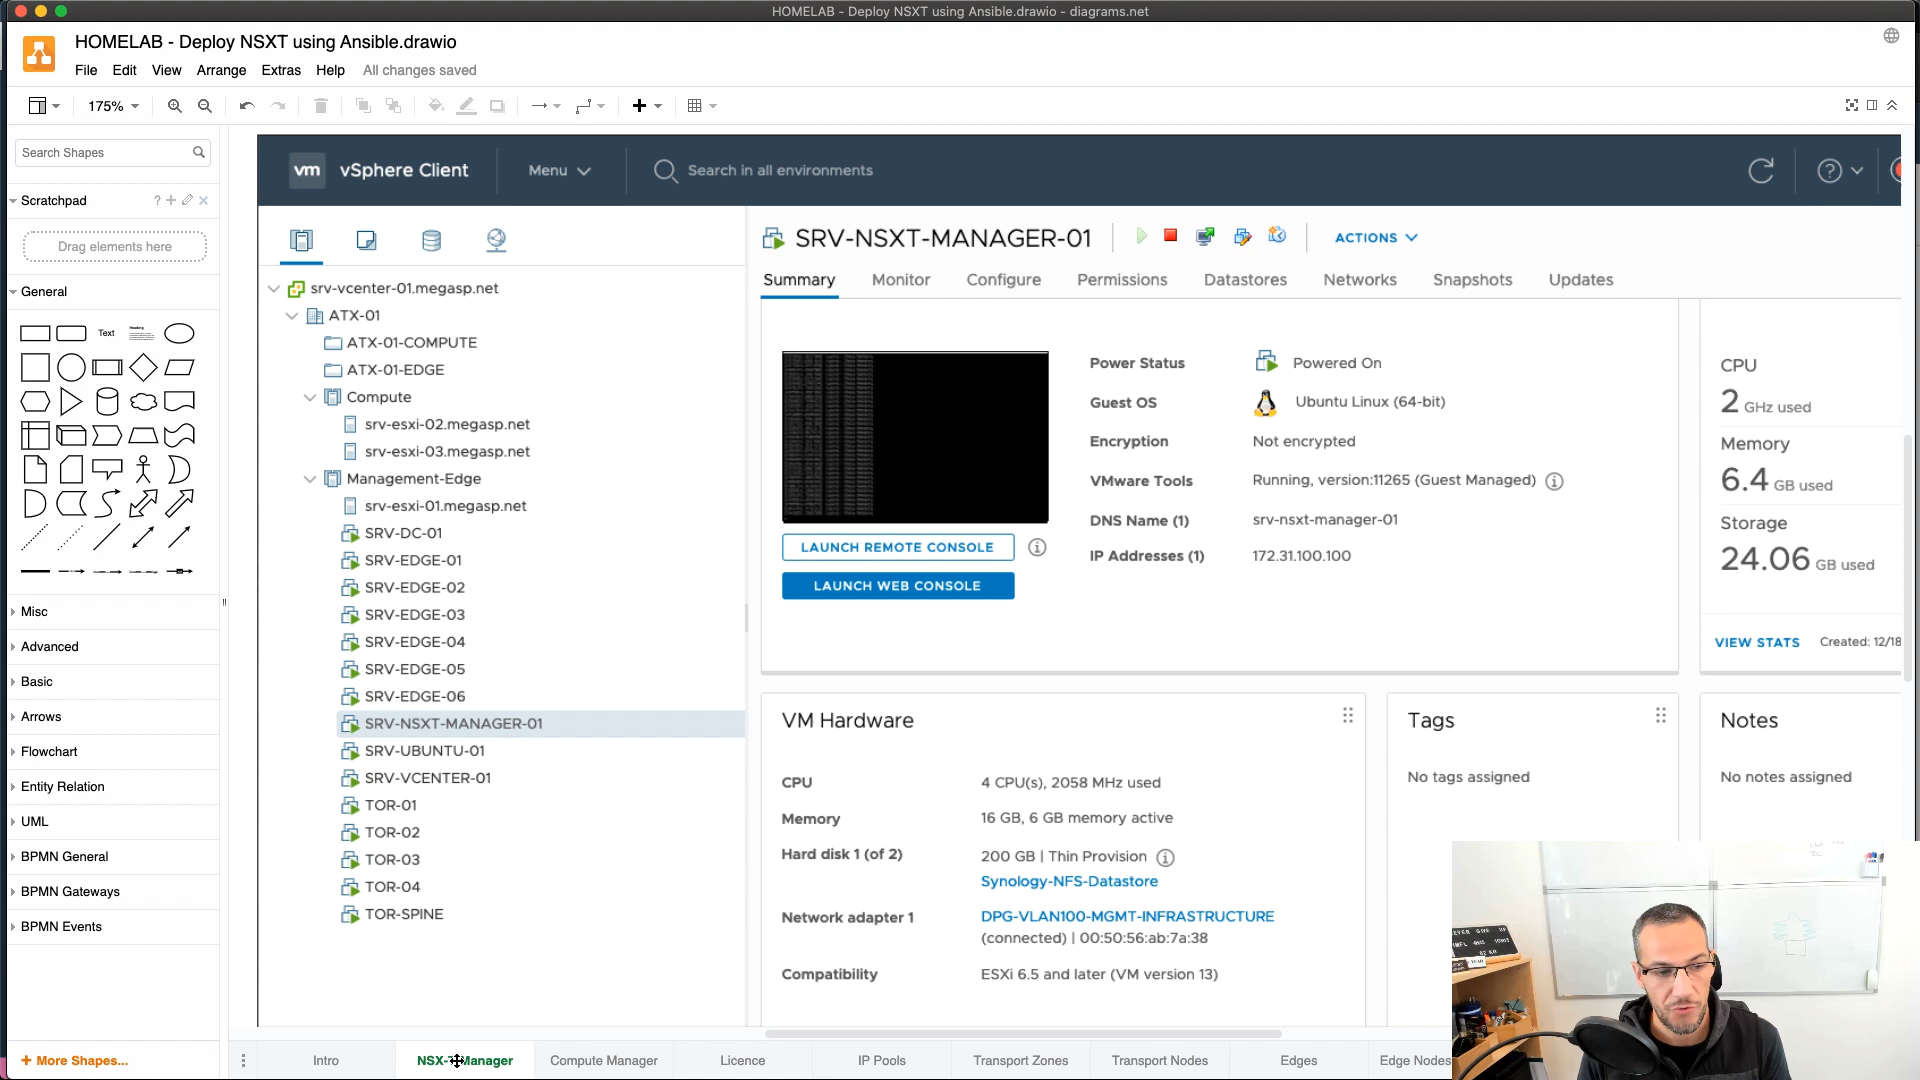 HOMELAB - Deploy NSXT using Ansible.drawio - diagrams.net
HOMELAB - Deploy NSXT using Ansible.drawio
File Edit View Arrange Extras Help All changes saved
175%
Search Shapes
Scratchpad
?
Drag elements here
General
Text
Heading
Misc
Advanced
Basic
Arrows
Flowchart
Entity Relation
UML
BPMN General
BPMN Gateways
BPMN Events
+ More Shapes...
vm vSphere Client Menu Search in all environments
srv-vcenter-01.megasp.net
ATX-01
ATX-01-COMPUTE
ATX-01-EDGE
Compute
srv-esxi-02.megasp.net
srv-esxi-03.megasp.net
Management-Edge
srv-esxi-01.megasp.net
SRV-DC-01
SRV-EDGE-01
SRV-EDGE-02
SRV-EDGE-03
SRV-EDGE-04
SRV-EDGE-05
SRV-EDGE-06
SRV-NSXT-MANAGER-01
SRV-UBUNTU-01
SRV-VCENTER-01
TOR-01
TOR-02
TOR-03
TOR-04
TOR-SPINE
SRV-NSXT-MANAGER-01 ACTIONS
Summary Monitor Configure Permissions Datastores Networks Snapshots Updates
Power Status Powered On
Guest OS Ubuntu Linux (64-bit)
Encryption Not encrypted
VMware Tools Running, version:11265 (Guest Managed)
DNS Name (1) srv-nsxt-manager-01
IP Addresses (1) 172.31.100.100
LAUNCH REMOTE CONSOLE
LAUNCH WEB CONSOLE
CPU
2 GHz used
Memory
6.4 GB used
Storage
24.06 GB used
VIEW STATS Created: 12/18
VM Hardware
CPU 4 CPU(s), 2058 MHz used
Memory 16 GB, 6 GB memory active
Hard disk 1 (of 2) 200 GB | Thin Provision
Synology-NFS-Datastore
Network adapter 1 DPG-VLAN100-MGMT-INFRASTRUCTURE
(connected) | 00:50:56:ab:7a:38
Compatibility ESXi 6.5 and later (VM version 13)
Tags
No tags assigned
Notes
No notes assigned
Intro NSX-T Manager Compute Manager Licence IP Pools Transport Zones Transport Nodes Edges Edge Nodes